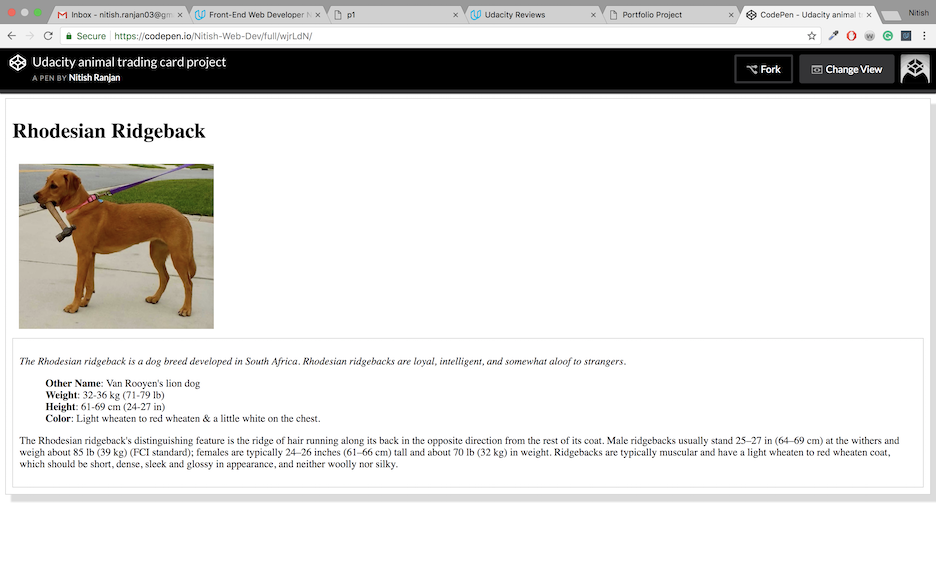 Inbox - nitish.ranjan03@gm
Front-End Web Developer N
p1
Udacity Reviews
Portfolio Project
CodePen - Udacity animal t
Nitish
Secure https://codepen.io/Nitish-Web-Dev/full/wjrLdN/
Udacity animal trading card project
A PEN BY Nitish Ranjan
Fork
Change View
Rhodesian Ridgeback
The Rhodesian ridgeback is a dog breed developed in South Africa. Rhodesian ridgebacks are loyal, intelligent, and somewhat aloof to strangers.
Other Name: Van Rooyen's lion dog
Weight: 32-36 kg (71-79 lb)
Height: 61-69 cm (24-27 in)
Color: Light wheaten to red wheaten & a little white on the chest.
The Rhodesian ridgeback's distinguishing feature is the ridge of hair running along its back in the opposite direction from the rest of its coat. Male ridgebacks usually stand 25–27 in (64–69 cm) at the withers and
weigh about 85 lb (39 kg) (FCI standard); females are typically 24–26 inches (61–66 cm) tall and about 70 lb (32 kg) in weight. Ridgebacks are typically muscular and have a light wheaten to red wheaten coat,
which should be short, dense, sleek and glossy in appearance, and neither woolly nor silky.